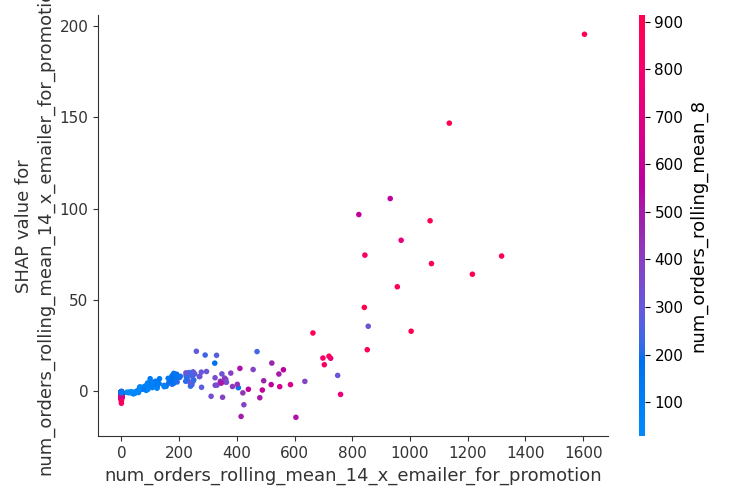 200
150
100
50
0
SHAP value for
num_orders_rolling_mean_14_x_emailer_for_promotio
0 200 400 600 800 1000 1200 1400 1600
num_orders_rolling_mean_14_x_emailer_for_promotion
900
800
700
600
500
400
300
200
100
num_orders_rolling_mean_8